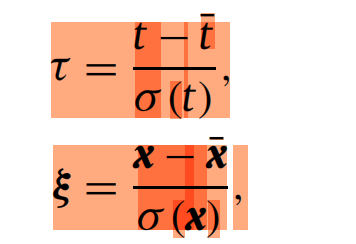 τ = (t − t̄) / σ(t),
ξ = (x − x̄) / σ(x),